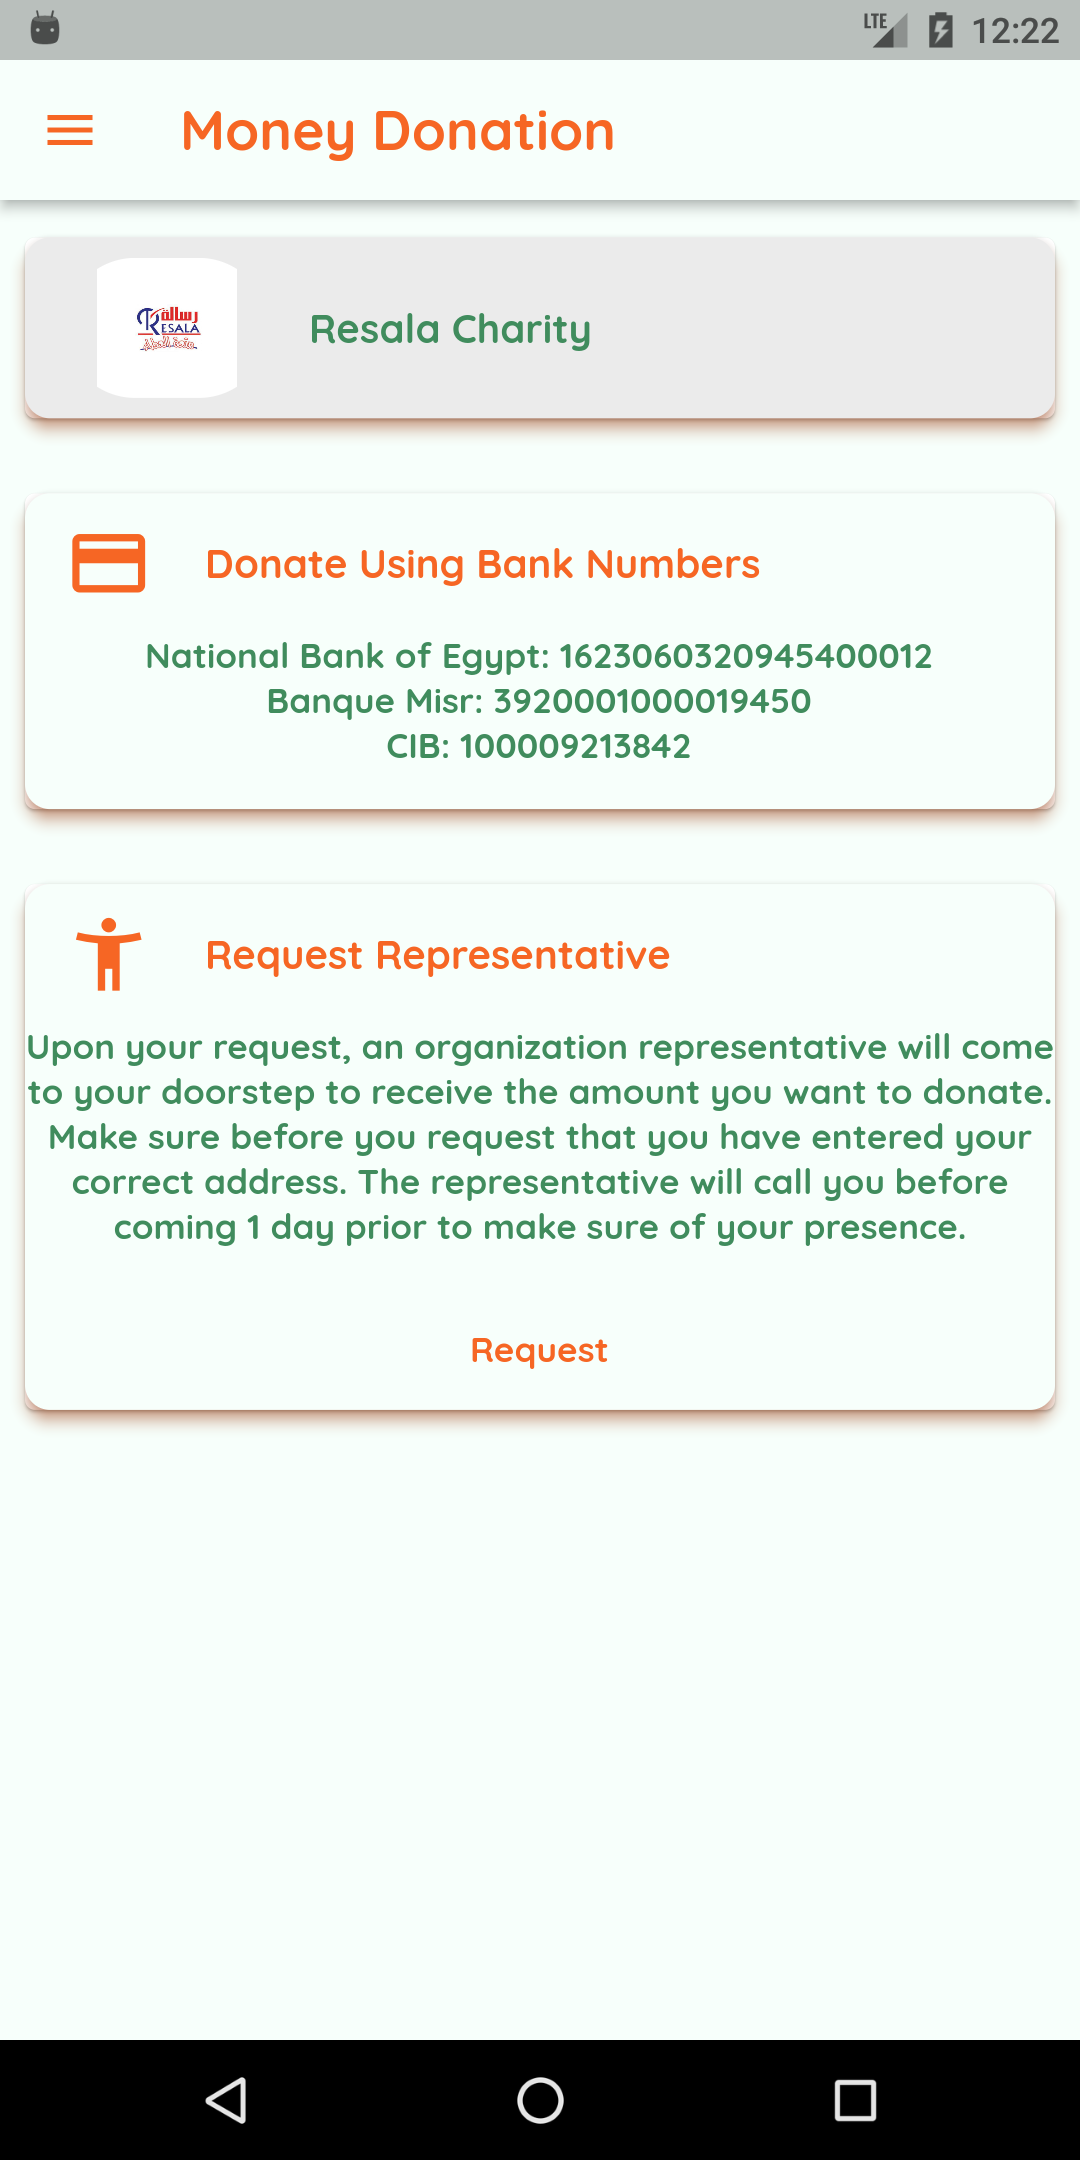 LTE 12:22
Money Donation
رسالة
RESALA
Resala Charity
Donate Using Bank Numbers
National Bank of Egypt: 1623060320945400012
Banque Misr: 3920001000019450
CIB: 100009213842
Request Representative
Upon your request, an organization representative will come
to your doorstep to receive the amount you want to donate.
Make sure before you request that you have entered your
correct address. The representative will call you before
coming 1 day prior to make sure of your presence.
Request